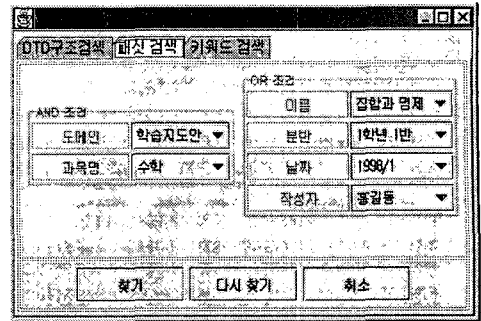 DTD구조검색 패싯 검색 키워드 검색
AND 조건
도메인 학습지도안
과목명 수학
OR 조건
이름 집합과 명제
분반 1학년 1반
날짜 1998/1
작성자 홍길동
찾기 다시 찾기 취소